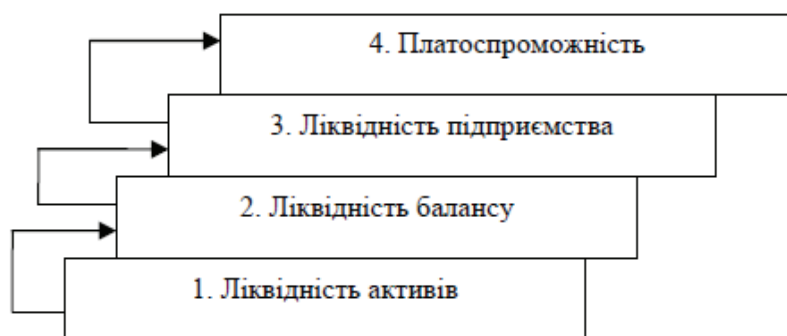 4. Платоспроможність
3. Ліквідність підприємства
2. Ліквідність балансу
1. Ліквідність активів